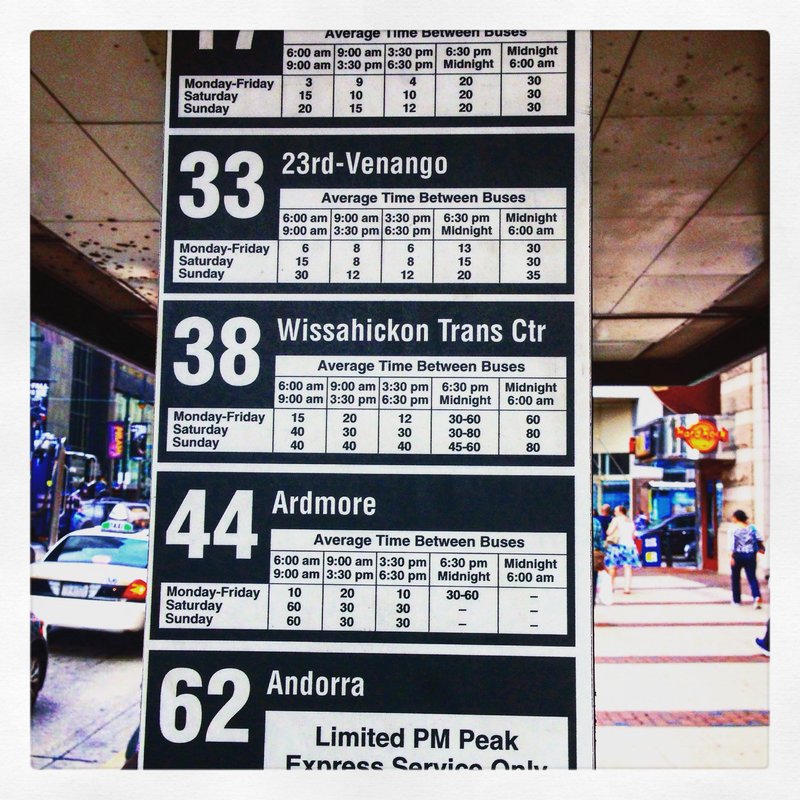 17
Average Time Between Buses
6:00 am 9:00 am 3:30 pm 6:30 pm Midnight
9:00 am 3:30 pm 6:30 pm Midnight 6:00 am
Monday-Friday 3 9 4 20 30
Saturday 15 10 10 20 30
Sunday 20 15 12 20 30
33 23rd-Venango
Average Time Between Buses
6:00 am 9:00 am 3:30 pm 6:30 pm Midnight
9:00 am 3:30 pm 6:30 pm Midnight 6:00 am
Monday-Friday 6 8 6 13 30
Saturday 15 8 8 15 30
Sunday 30 12 12 20 35
38 Wissahickon Trans Ctr
Average Time Between Buses
6:00 am 9:00 am 3:30 pm 6:30 pm Midnight
9:00 am 3:30 pm 6:30 pm Midnight 6:00 am
Monday-Friday 15 20 12 30-60 60
Saturday 40 30 30 30-80 80
Sunday 40 40 40 45-60 80
44 Ardmore
Average Time Between Buses
6:00 am 9:00 am 3:30 pm 6:30 pm Midnight
9:00 am 3:30 pm 6:30 pm Midnight 6:00 am
Monday-Friday 10 20 10 30-60 –
Saturday 60 30 30 – –
Sunday 60 30 30 – –
62 Andorra
Limited PM Peak
Express Service Only
Hard Rock